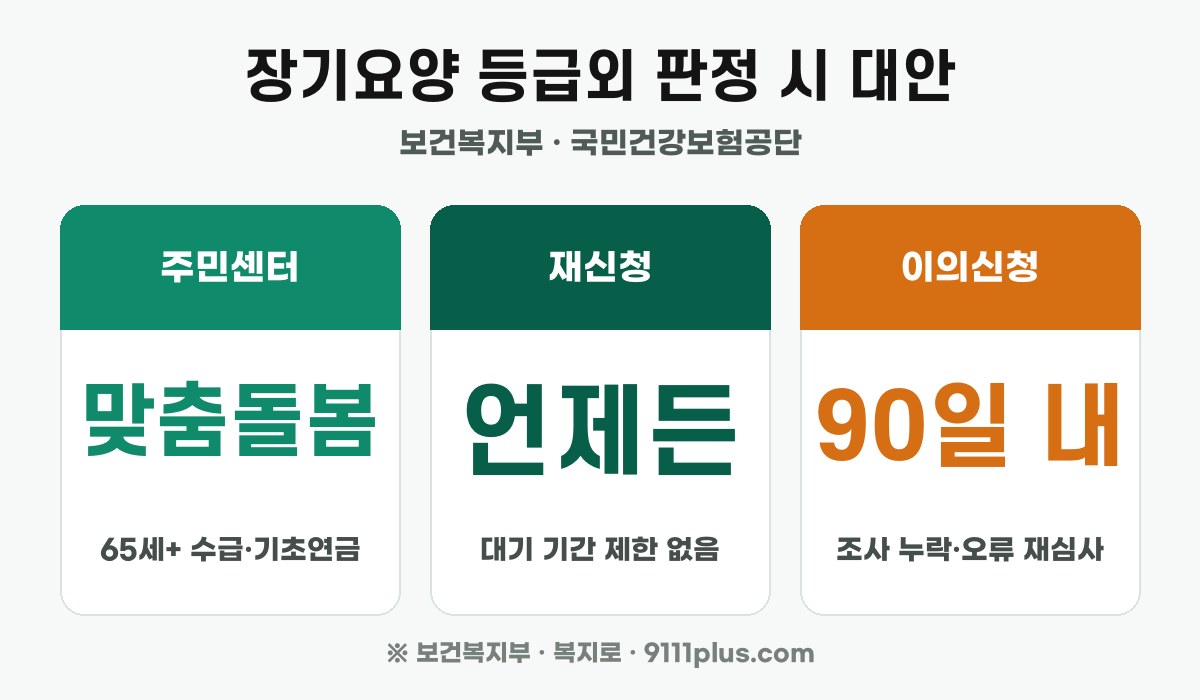 장기요양 등급외 판정 시 대안
보건복지부 · 국민건강보험공단
주민센터
맞춤돌봄
65세+ 수급·기초연금
재신청
언제든
대기 기간 제한 없음
이의신청
90일 내
조사 누락·오류 재심사
※ 보건복지부 · 복지로 · 9111plus.com